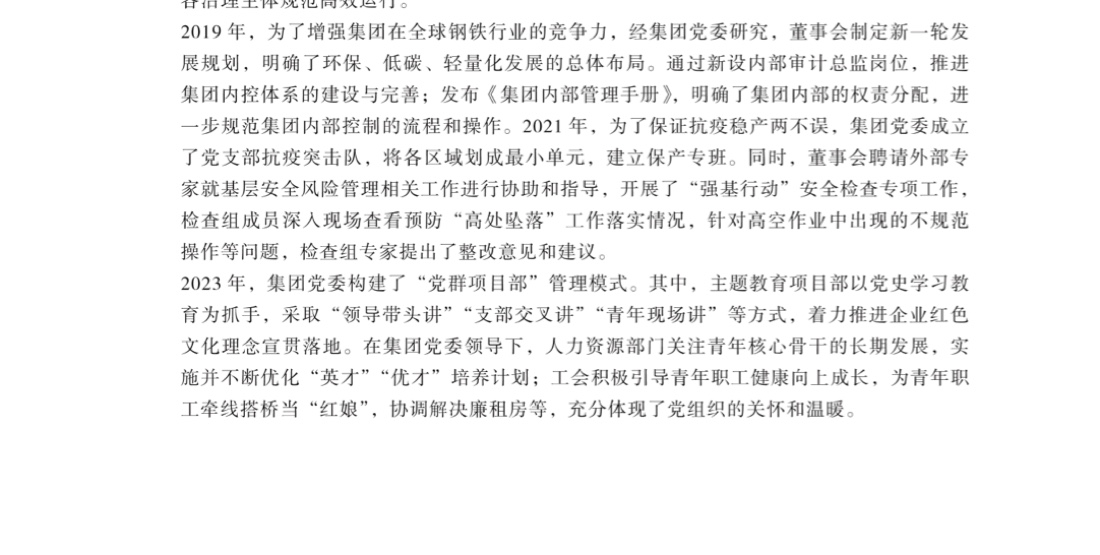 各治理主体规范高效运行。
2019 年，为了增强集团在全球钢铁行业的竞争力，经集团党委研究，董事会制定新一轮发
展规划，明确了环保、低碳、轻量化发展的总体布局。通过新设内部审计总监岗位，推进
集团内控体系的建设与完善；发布《集团内部管理手册》，明确了集团内部的权责分配，进
一步规范集团内部控制的流程和操作。2021 年，为了保证抗疫稳产两不误，集团党委成立
了党支部抗疫突击队，将各区域划成最小单元，建立保产专班。同时，董事会聘请外部专
家就基层安全风险管理相关工作进行协助和指导，开展了“强基行动”安全检查专项工作，
检查组成员深入现场查看预防“高处坠落”工作落实情况，针对高空作业中出现的不规范
操作等问题，检查组专家提出了整改意见和建议。
2023 年，集团党委构建了“党群项目部”管理模式。其中，主题教育项目部以党史学习教
育为抓手，采取“领导带头讲”“支部交叉讲”“青年现场讲”等方式，着力推进企业红色
文化理念宣贯落地。在集团党委领导下，人力资源部门关注青年核心骨干的长期发展，实
施并不断优化“英才”“优才”培养计划；工会积极引导青年职工健康向上成长，为青年职
工牵线搭桥当“红娘”，协调解决廉租房等，充分体现了党组织的关怀和温暖。